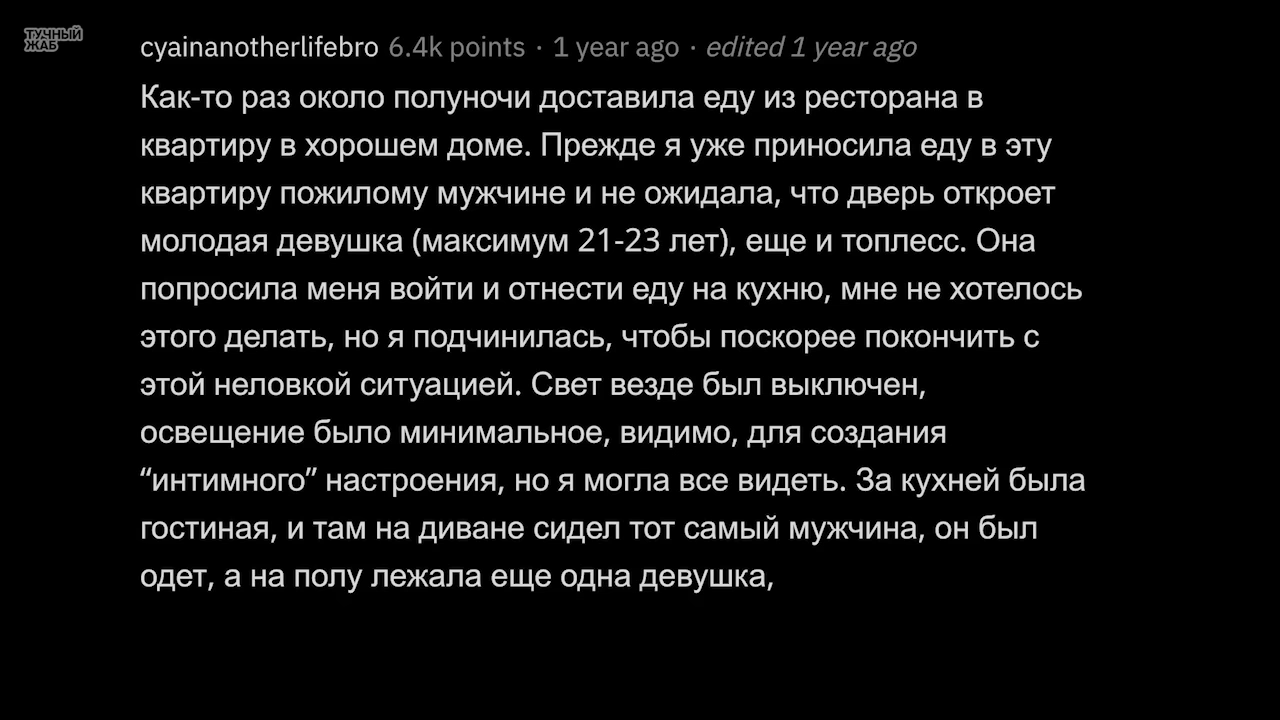 ТУЧНЫЙ
ЖАБ
cyainanotherlifebro 6.4k points · 1 year ago · edited 1 year ago
Как-то раз около полуночи доставила еду из ресторана в
квартиру в хорошем доме. Прежде я уже приносила еду в эту
квартиру пожилому мужчине и не ожидала, что дверь откроет
молодая девушка (максимум 21-23 лет), еще и топлесс. Она
попросила меня войти и отнести еду на кухню, мне не хотелось
этого делать, но я подчинилась, чтобы поскорее покончить с
этой неловкой ситуацией. Свет везде был выключен,
освещение было минимальное, видимо, для создания
“интимного” настроения, но я могла все видеть. За кухней была
гостиная, и там на диване сидел тот самый мужчина, он был
одет, а на полу лежала еще одна девушка,